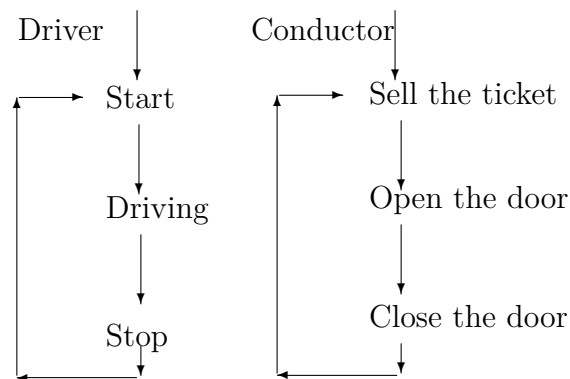 Driver
Start
Driving
Stop
Conductor
Sell the ticket
Open the door
Close the door